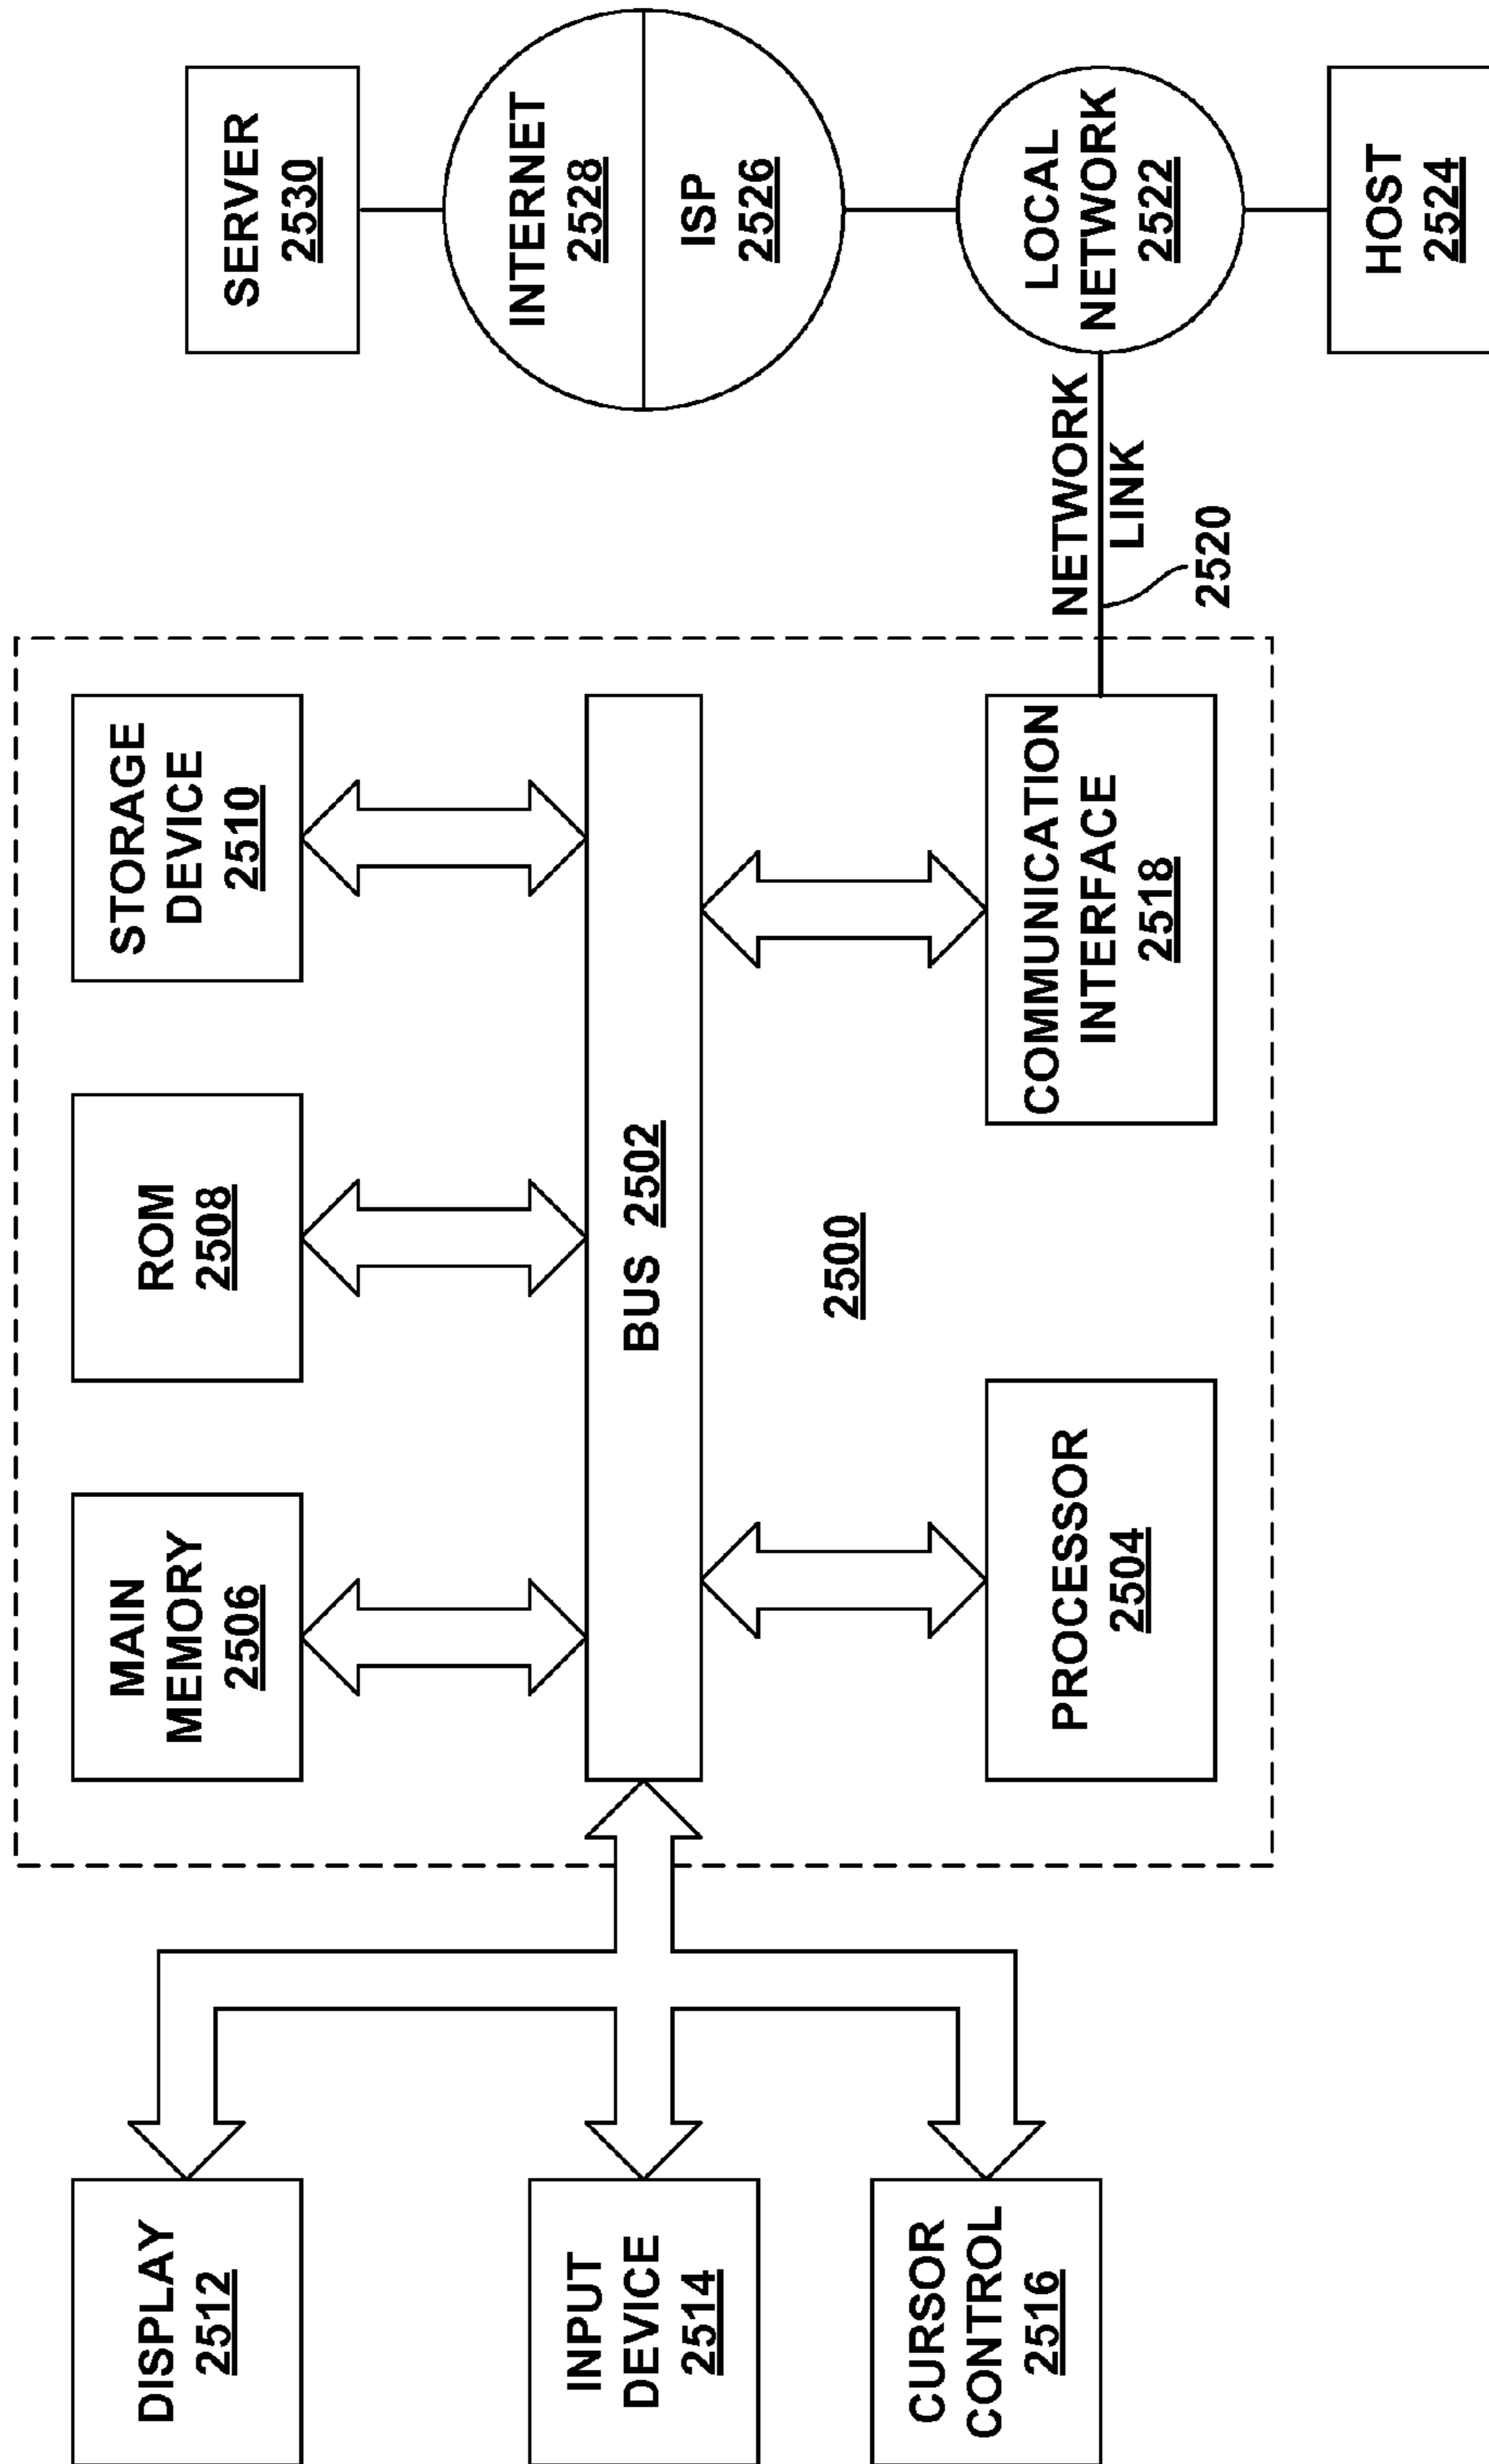 DISPLAY
2512
INPUT
DEVICE
2514
CURSOR
CONTROL
2516
MAIN
MEMORY
2506
ROM
2508
STORAGE
DEVICE
2510
BUS 2502
2500
PROCESSOR
2504
COMMUNICATION
INTERFACE
2518
NETWORK
LINK
2520
SERVER
2530
INTERNET
2528
ISP
2526
LOCAL
NETWORK
2522
HOST
2524